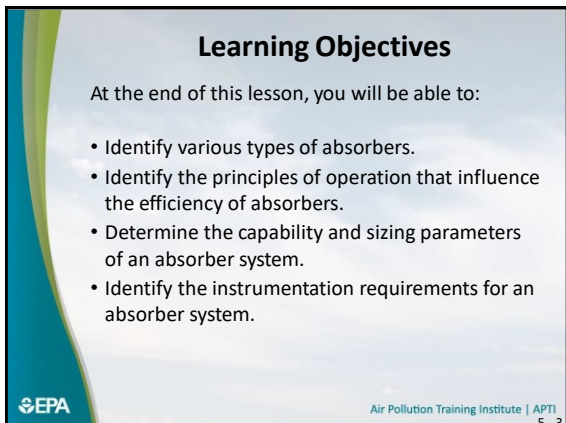 Learning Objectives
At the end of this lesson, you will be able to:
• Identify various types of absorbers.
• Identify the principles of operation that influence
the efficiency of absorbers.
• Determine the capability and sizing parameters
of an absorber system.
• Identify the instrumentation requirements for an
absorber system.
EPA
Air Pollution Training Institute | APTI
5 - 3